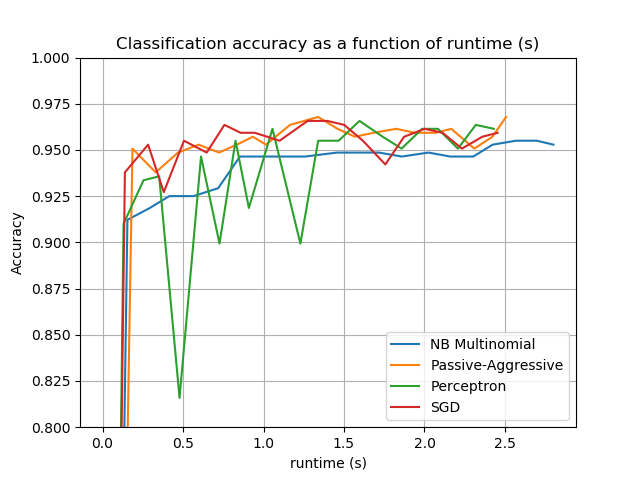 Classification accuracy as a function of runtime (s)
1.000
0.975
0.950
0.925
0.900
0.875
0.850
0.825
0.800
Accuracy
0.0 0.5 1.0 1.5 2.0 2.5
runtime (s)
NB Multinomial
Passive-Aggressive
Perceptron
SGD